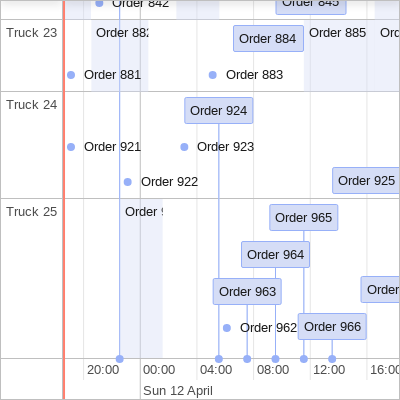 Order 842
Order 845
Truck 23
Order 882
Order 884
Order 885
Ord
Order 881
Order 883
Truck 24
Order 924
Order 921
Order 923
Order 922
Order 925
Truck 25
Order
Order 965
Order 964
Order 963
Order
Order 962
Order 966
20:00
00:00
04:00
08:00
12:00
16:00
Sun 12 April